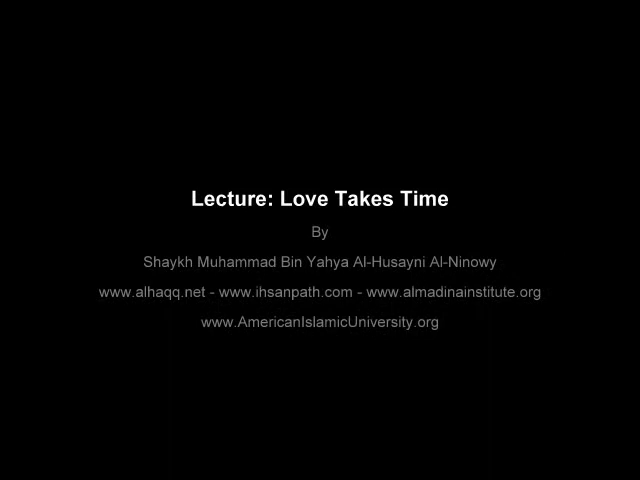 Lecture: Love Takes Time
By
Shaykh Muhammad Bin Yahya Al-Husayni Al-Ninowy
www.alhaqq.net - www.ihsanpath.com - www.almadinainstitute.org
www.AmericanIslamicUniversity.org